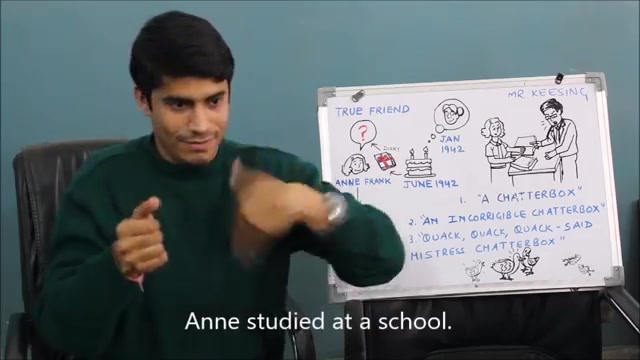 TRUE FRIEND
MR. KEESING
?
DIARY
JAN
1942
ANNE FRANK
JUNE 1942
1. "A CHATTERBOX"
2. "AN INCORRIGIBLE CHATTERBOX"
3. "QUACK, QUACK, QUACK - SAID
MISTRESS CHATTERBOX"
Anne studied at a school.